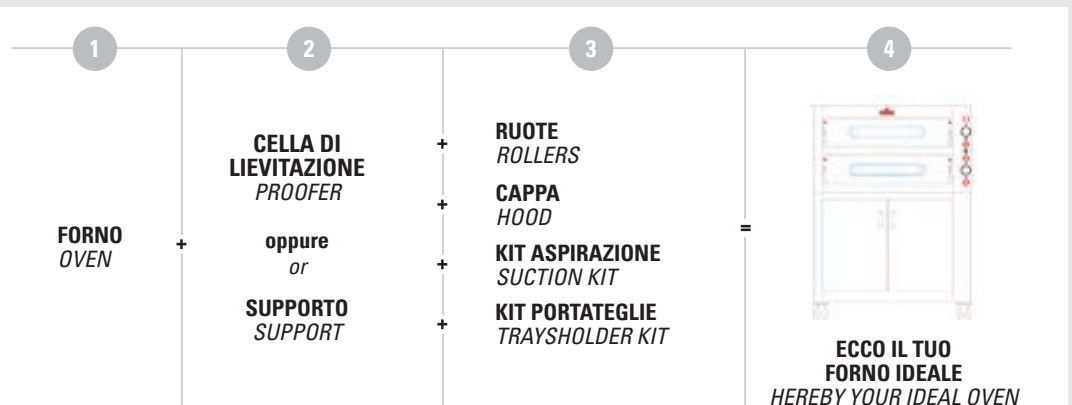 1
2
3
4
FORNO
OVEN
+
CELLA DI
LIEVITAZIONE
PROOFER
oppure
or
SUPPORTO
SUPPORT
+
RUOTE
ROLLERS
+
CAPPA
HOOD
+
KIT ASPIRAZIONE
SUCTION KIT
+
KIT PORTATEGLIE
TRAYSHOLDER KIT
=
ECCO IL TUO
FORNO IDEALE
HEREBY YOUR IDEAL OVEN